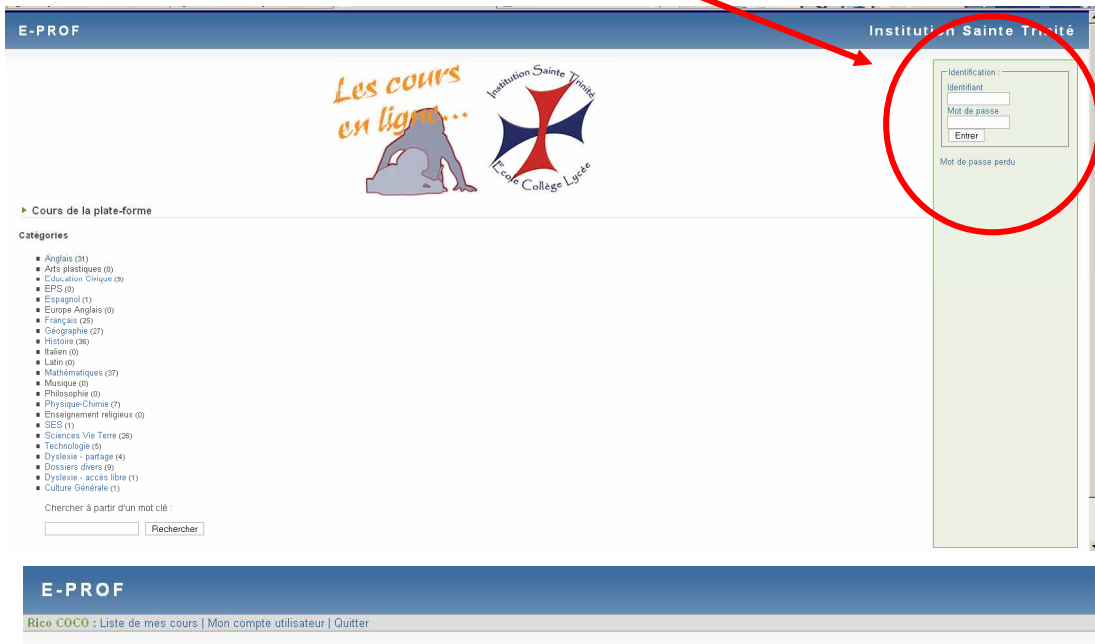 E-PROF
Institution Sainte Trinité
Les cours
en ligne...
Institution Sainte Trinité
Ecole Collège Lycée
Identification :
Identifiant
Mot de passe
Entrer
Mot de passe perdu
Cours de la plate-forme
Catégories
Anglais (31)
Arts plastiques (0)
Education Civique (9)
EPS (0)
Espagnol (1)
Europe Anglais (0)
Français (25)
Géographie (27)
Histoire (36)
Italien (0)
Latin (0)
Mathématiques (37)
Musique (0)
Philosophie (0)
Physique-Chimie (7)
Enseignement religieux (0)
SES (1)
Sciences Vie Terre (26)
Technologie (5)
Dyslexie - partage (4)
Dossiers divers (9)
Dyslexie - accès libre (1)
Culture Générale (1)
Chercher à partir d'un mot clé :
Rechercher
E-PROF
Rico COCO : Liste de mes cours | Mon compte utilisateur | Quitter